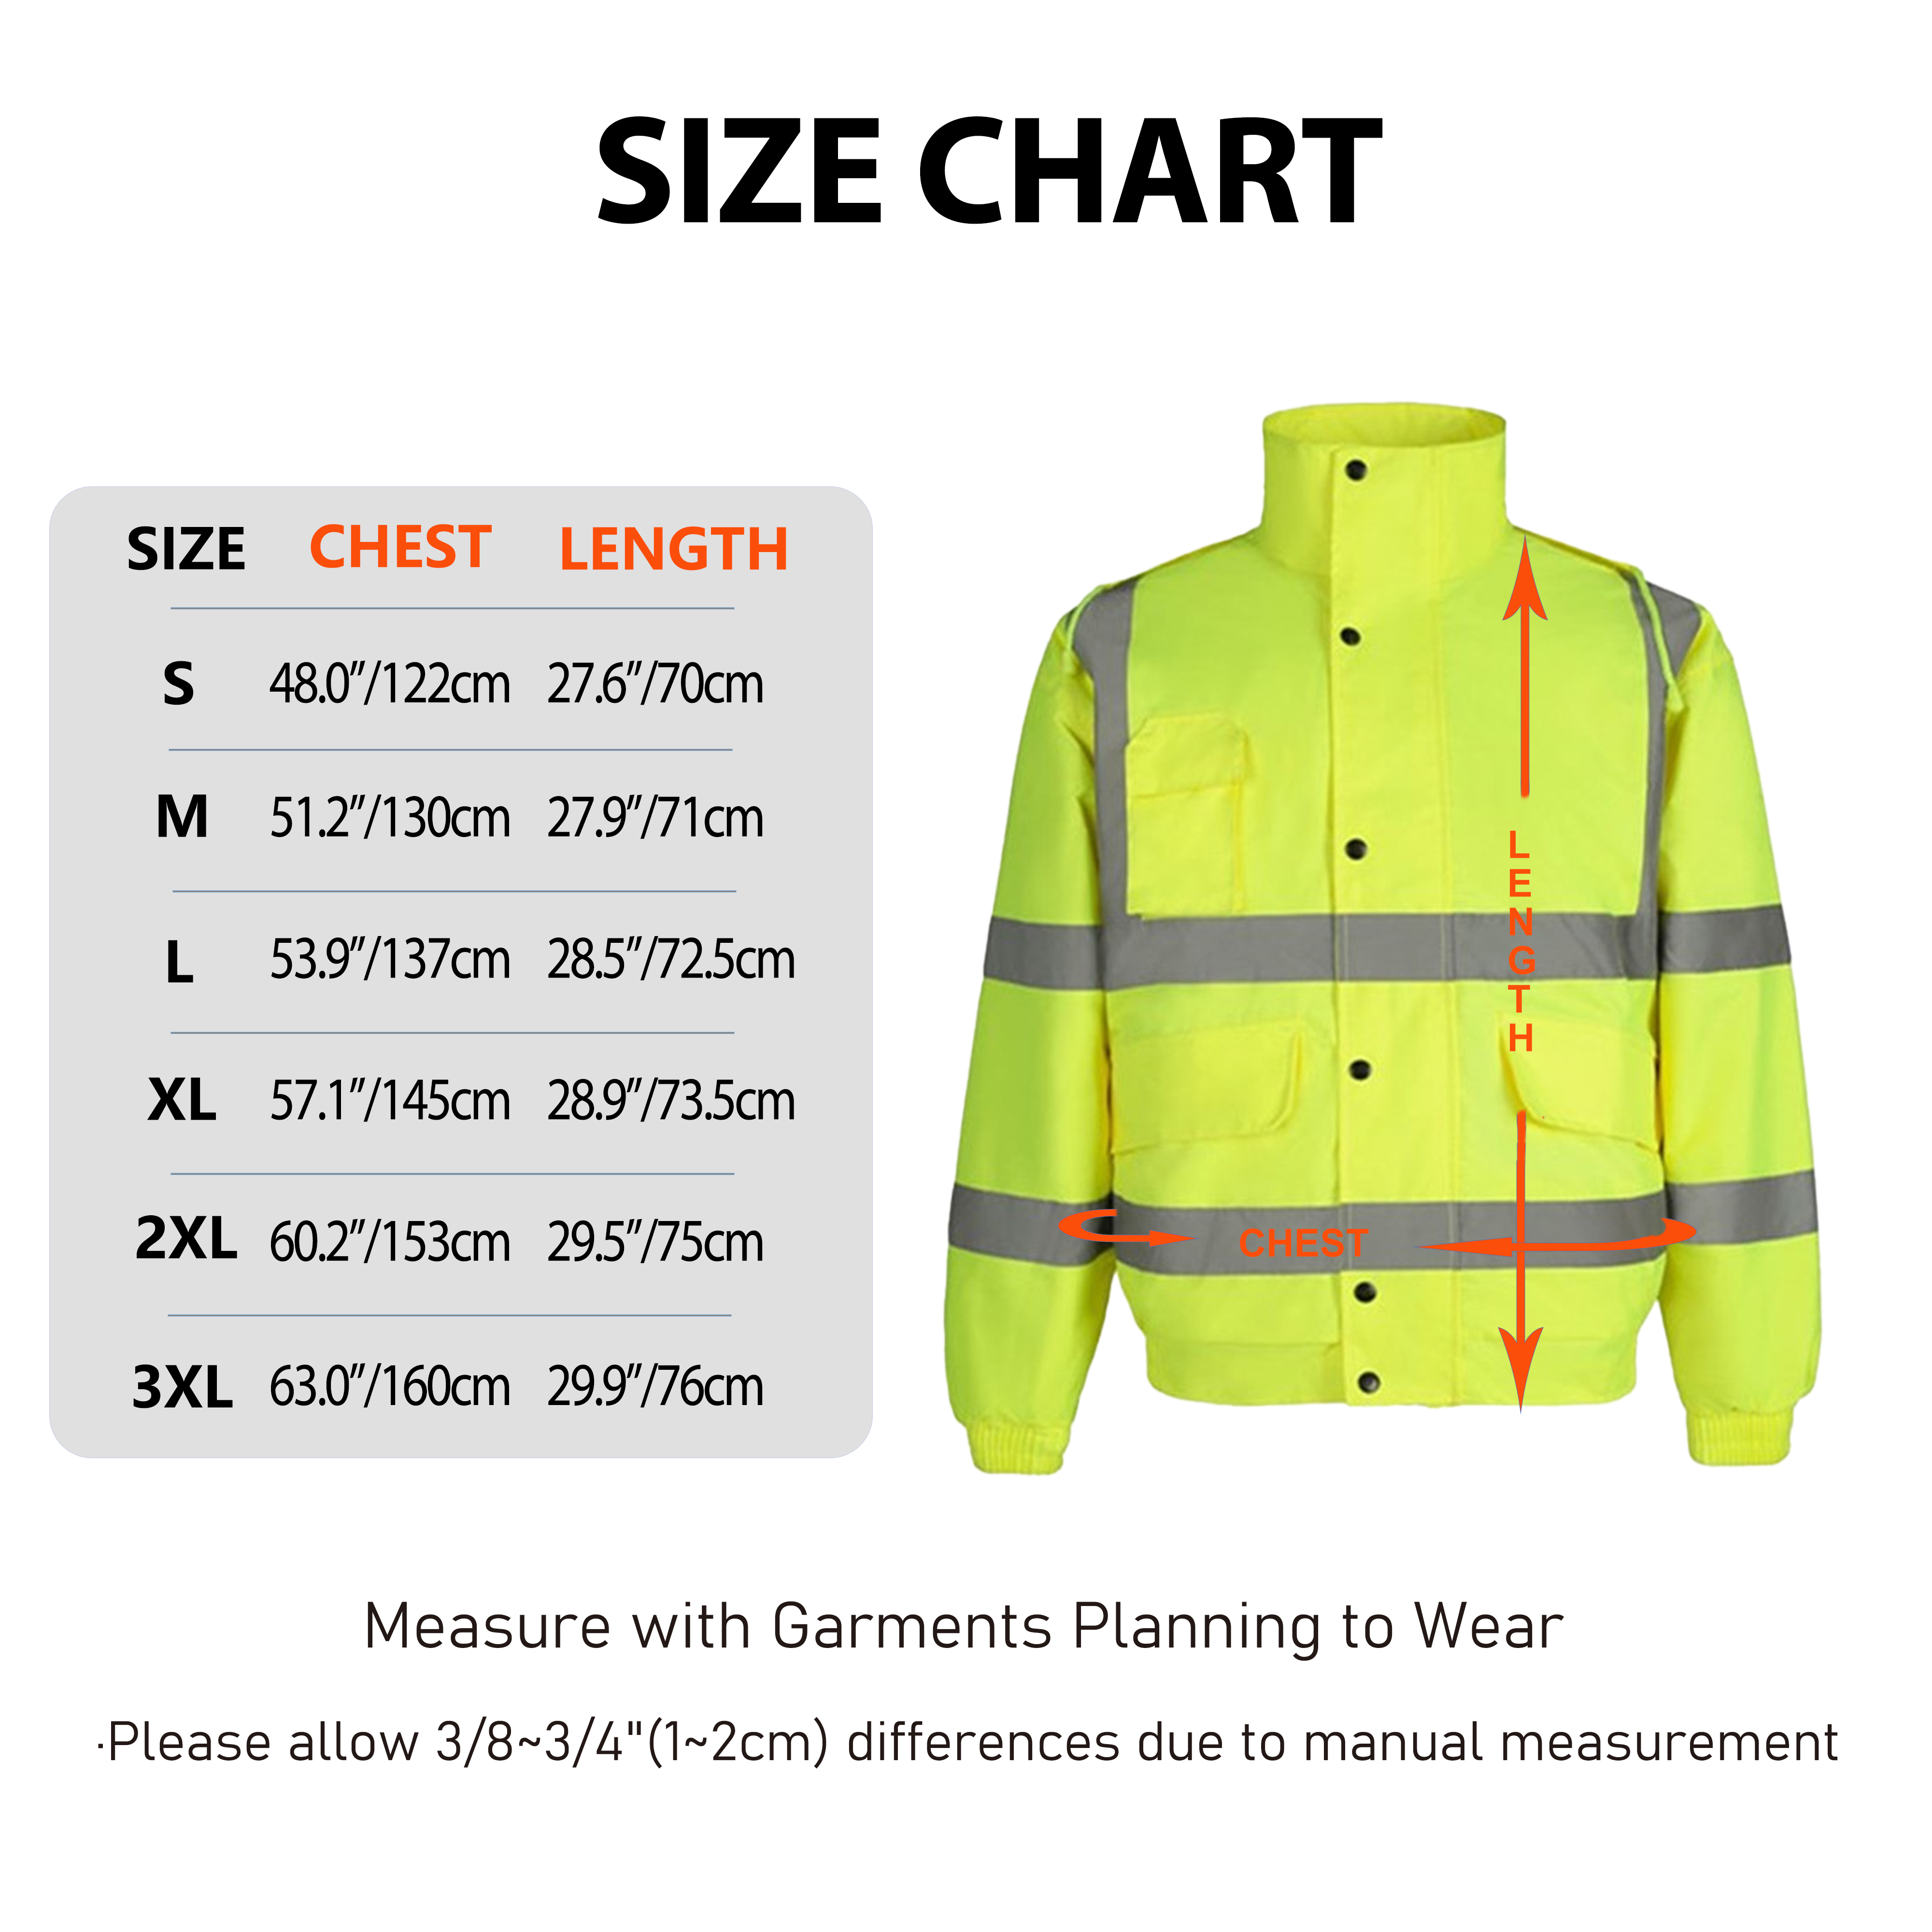 SIZE CHART
SIZE CHEST LENGTH
S 48.0”/122cm 27.6”/70cm
M 51.2”/130cm 27.9”/71cm
L 53.9”/137cm 28.5”/72.5cm
XL 57.1”/145cm 28.9”/73.5cm
2XL 60.2”/153cm 29.5”/75cm
3XL 63.0”/160cm 29.9”/76cm
LENGTH
CHEST
Measure with Garments Planning to Wear
·Please allow 3/8~3/4"(1~2cm) differences due to manual measurement